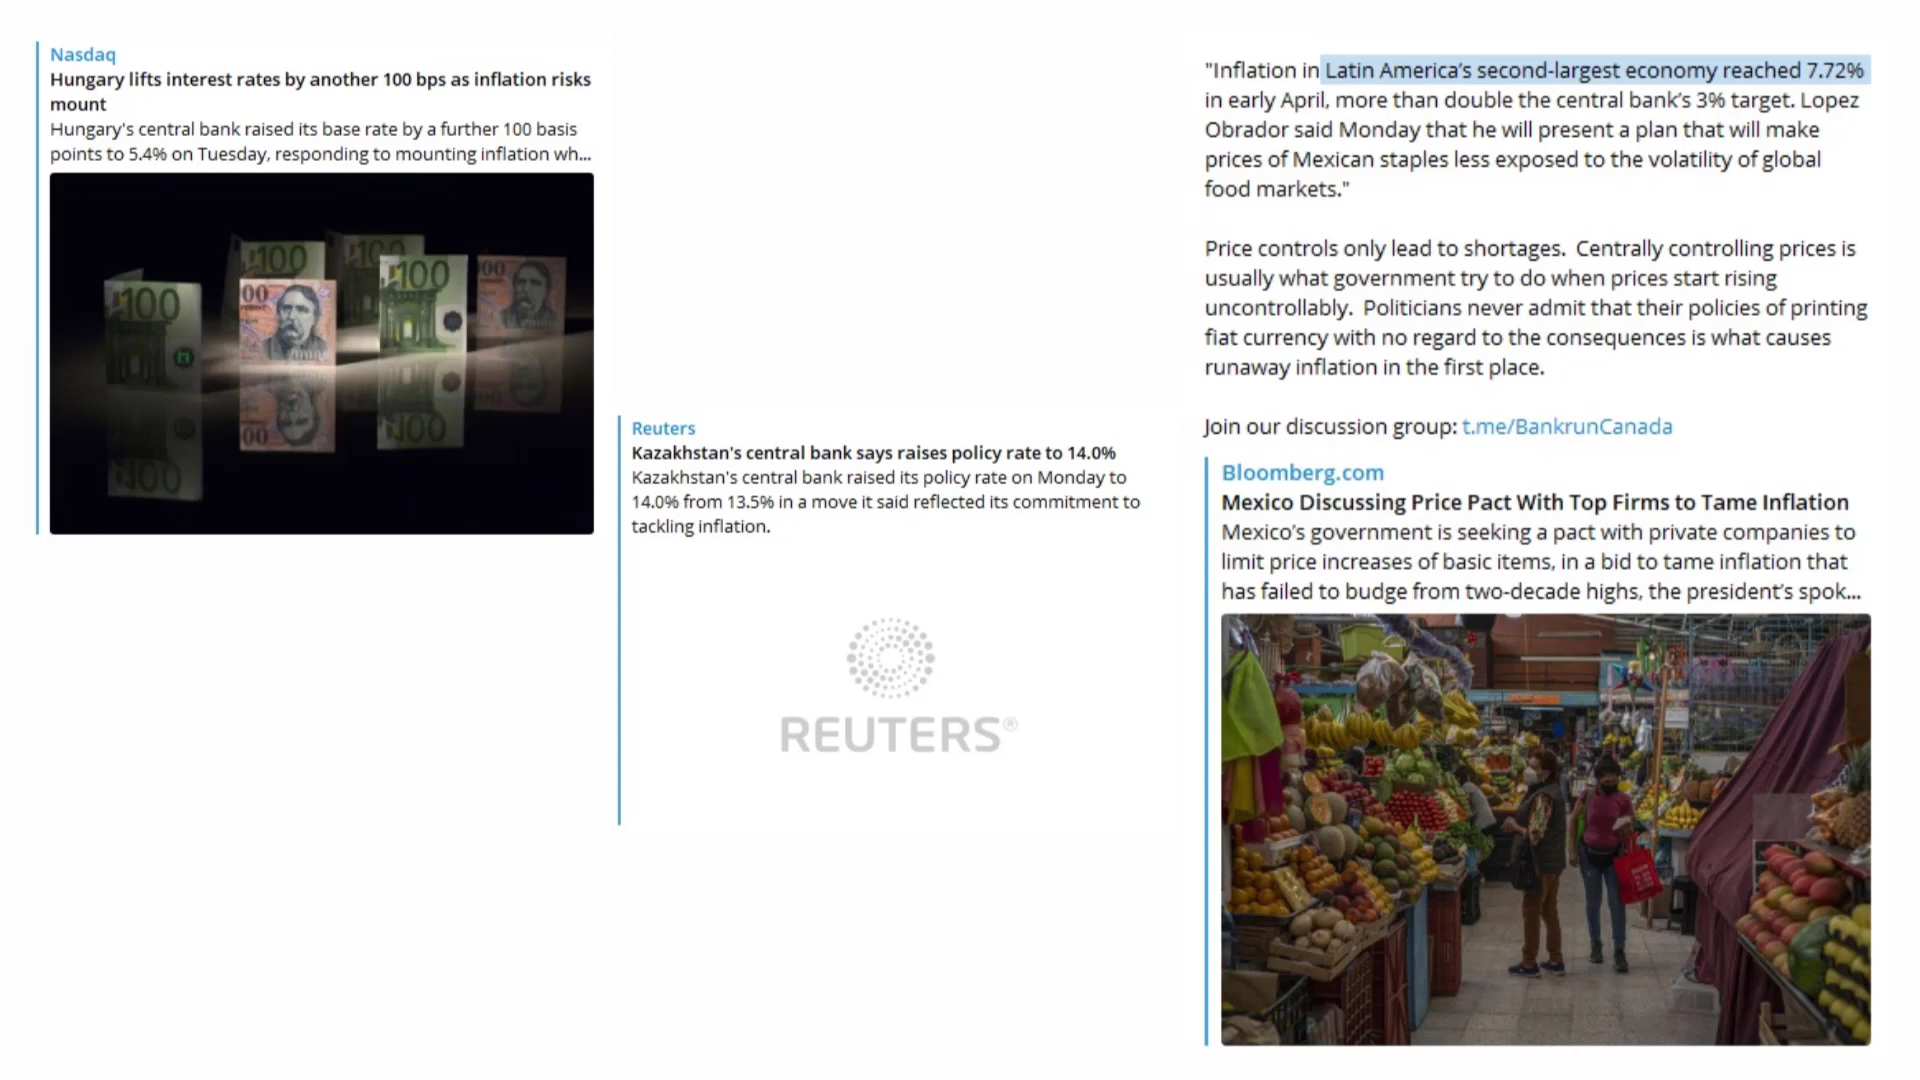 Nasdaq
Hungary lifts interest rates by another 100 bps as inflation risks
mount
Hungary's central bank raised its base rate by a further 100 basis
points to 5.4% on Tuesday, responding to mounting inflation wh...
100
100
100
100
00
00
00
100
100
Reuters
Kazakhstan's central bank says raises policy rate to 14.0%
Kazakhstan's central bank raised its policy rate on Monday to
14.0% from 13.5% in a move it said reflected its commitment to
tackling inflation.
REUTERS®
"Inflation in Latin America’s second-largest economy reached 7.72%
in early April, more than double the central bank’s 3% target. Lopez
Obrador said Monday that he will present a plan that will make
prices of Mexican staples less exposed to the volatility of global
food markets."
Price controls only lead to shortages.  Centrally controlling prices is
usually what government try to do when prices start rising
uncontrollably.  Politicians never admit that their policies of printing
fiat currency with no regard to the consequences is what causes
runaway inflation in the first place.
Join our discussion group: t.me/BankrunCanada
Bloomberg.com
Mexico Discussing Price Pact With Top Firms to Tame Inflation
Mexico’s government is seeking a pact with private companies to
limit price increases of basic items, in a bid to tame inflation that
has failed to budge from two-decade highs, the president’s spok...